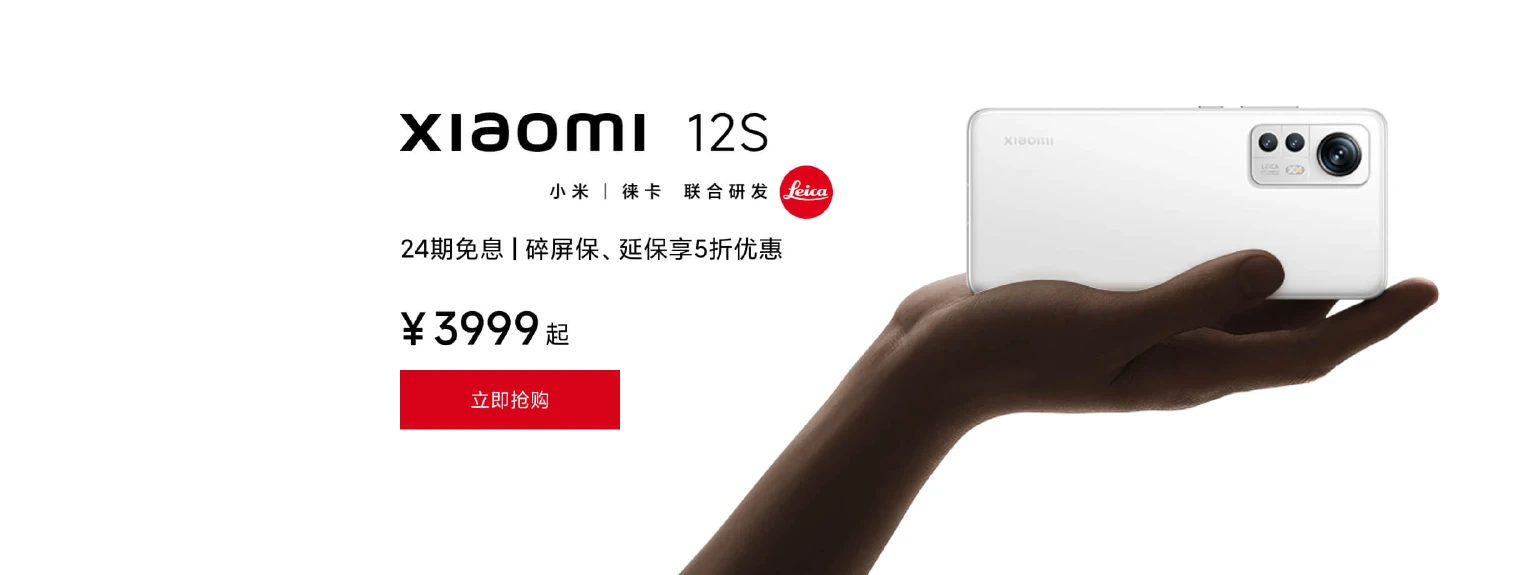 xiaomi 12S
小米 | 徕卡 联合研发 Leica
24期免息 | 碎屏保、延保享5折优惠
¥3999起
立即抢购
xiaomi
LEICA